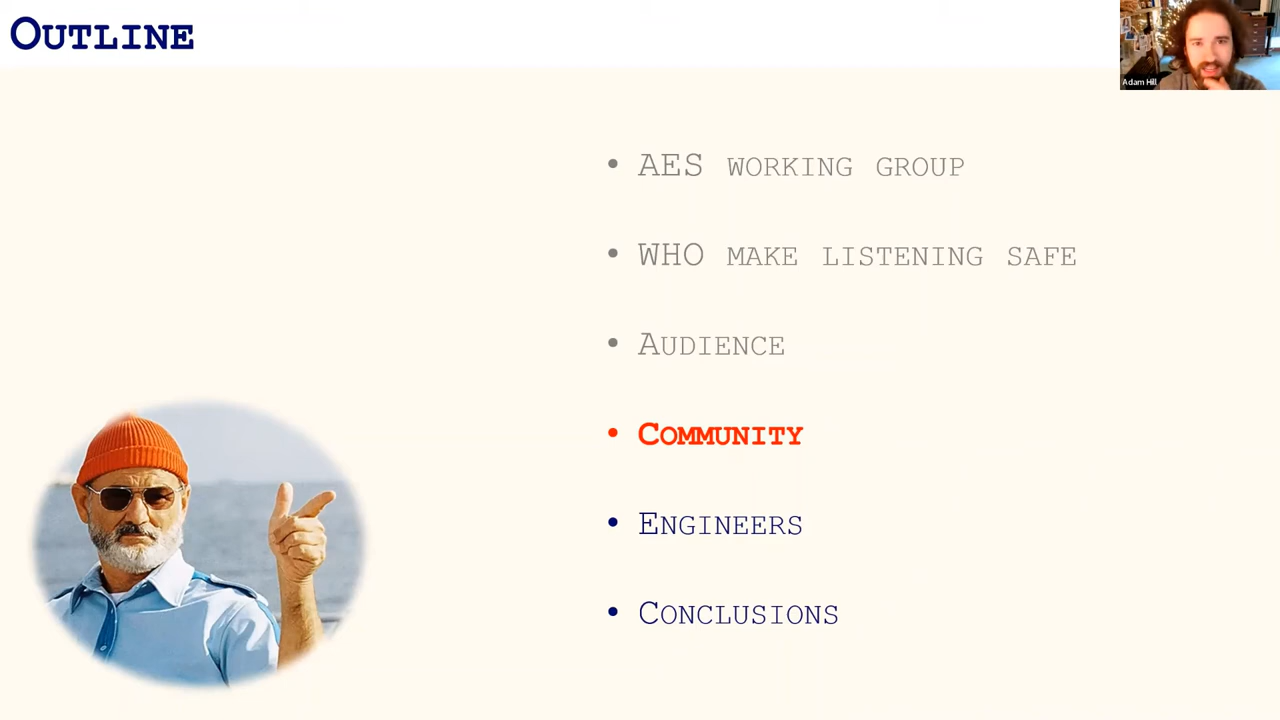 OUTLINE
Adam Hill
• AES WORKING GROUP
• WHO MAKE LISTENING SAFE
• AUDIENCE
• COMMUNITY
• ENGINEERS
• CONCLUSIONS